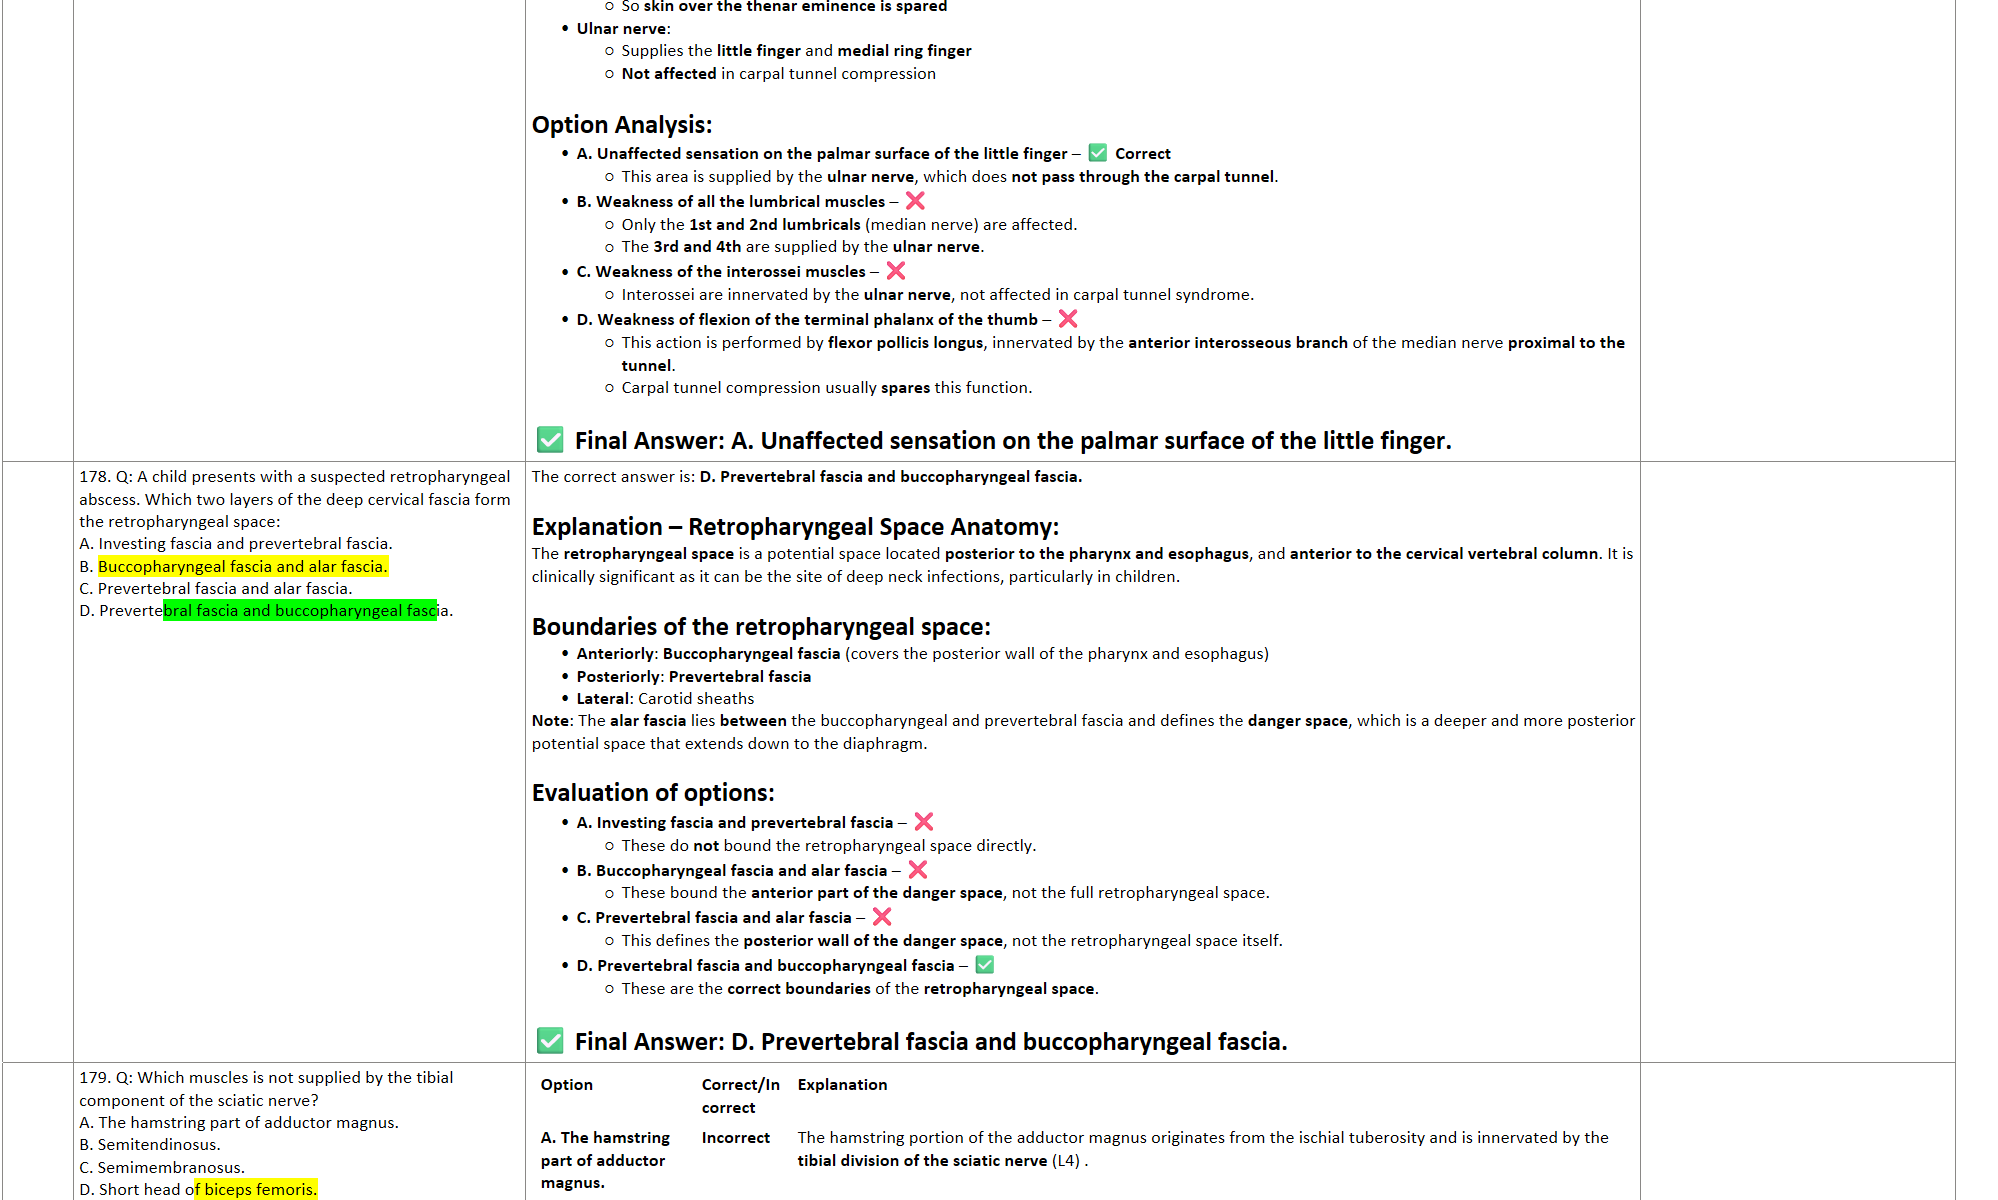 ○ So skin over the thenar eminence is spared
• Ulnar nerve:
○ Supplies the little finger and medial ring finger
○ Not affected in carpal tunnel compression
Option Analysis:
• A. Unaffected sensation on the palmar surface of the little finger – ✅ Correct
○ This area is supplied by the ulnar nerve, which does not pass through the carpal tunnel.
• B. Weakness of all the lumbrical muscles – ❌
○ Only the 1st and 2nd lumbricals (median nerve) are affected.
○ The 3rd and 4th are supplied by the ulnar nerve.
• C. Weakness of the interossei muscles – ❌
○ Interossei are innervated by the ulnar nerve, not affected in carpal tunnel syndrome.
• D. Weakness of flexion of the terminal phalanx of the thumb – ❌
○ This action is performed by flexor pollicis longus, innervated by the anterior interosseous branch of the median nerve proximal to the
tunnel.
○ Carpal tunnel compression usually spares this function.
✅ Final Answer: A. Unaffected sensation on the palmar surface of the little finger.
178. Q: A child presents with a suspected retropharyngeal
abscess. Which two layers of the deep cervical fascia form
the retropharyngeal space:
A. Investing fascia and prevertebral fascia.
B. Buccopharyngeal fascia and alar fascia.
C. Prevertebral fascia and alar fascia.
D. Prevertebral fascia and buccopharyngeal fascia.
The correct answer is: D. Prevertebral fascia and buccopharyngeal fascia.
Explanation – Retropharyngeal Space Anatomy:
The retropharyngeal space is a potential space located posterior to the pharynx and esophagus, and anterior to the cervical vertebral column. It is
clinically significant as it can be the site of deep neck infections, particularly in children.
Boundaries of the retropharyngeal space:
• Anteriorly: Buccopharyngeal fascia (covers the posterior wall of the pharynx and esophagus)
• Posteriorly: Prevertebral fascia
• Lateral: Carotid sheaths
Note: The alar fascia lies between the buccopharyngeal and prevertebral fascia and defines the danger space, which is a deeper and more posterior
potential space that extends down to the diaphragm.
Evaluation of options:
• A. Investing fascia and prevertebral fascia – ❌
○ These do not bound the retropharyngeal space directly.
• B. Buccopharyngeal fascia and alar fascia – ❌
○ These bound the anterior part of the danger space, not the full retropharyngeal space.
• C. Prevertebral fascia and alar fascia – ❌
○ This defines the posterior wall of the danger space, not the retropharyngeal space itself.
• D. Prevertebral fascia and buccopharyngeal fascia – ✅
○ These are the correct boundaries of the retropharyngeal space.
✅ Final Answer: D. Prevertebral fascia and buccopharyngeal fascia.
179. Q: Which muscles is not supplied by the tibial
component of the sciatic nerve?
A. The hamstring part of adductor magnus.
B. Semitendinosus.
C. Semimembranosus.
D. Short head of biceps femoris.
Option Correct/In Explanation
correct
A. The hamstring Incorrect The hamstring portion of the adductor magnus originates from the ischial tuberosity and is innervated by the
part of adductor tibial division of the sciatic nerve (L4) .
magnus.